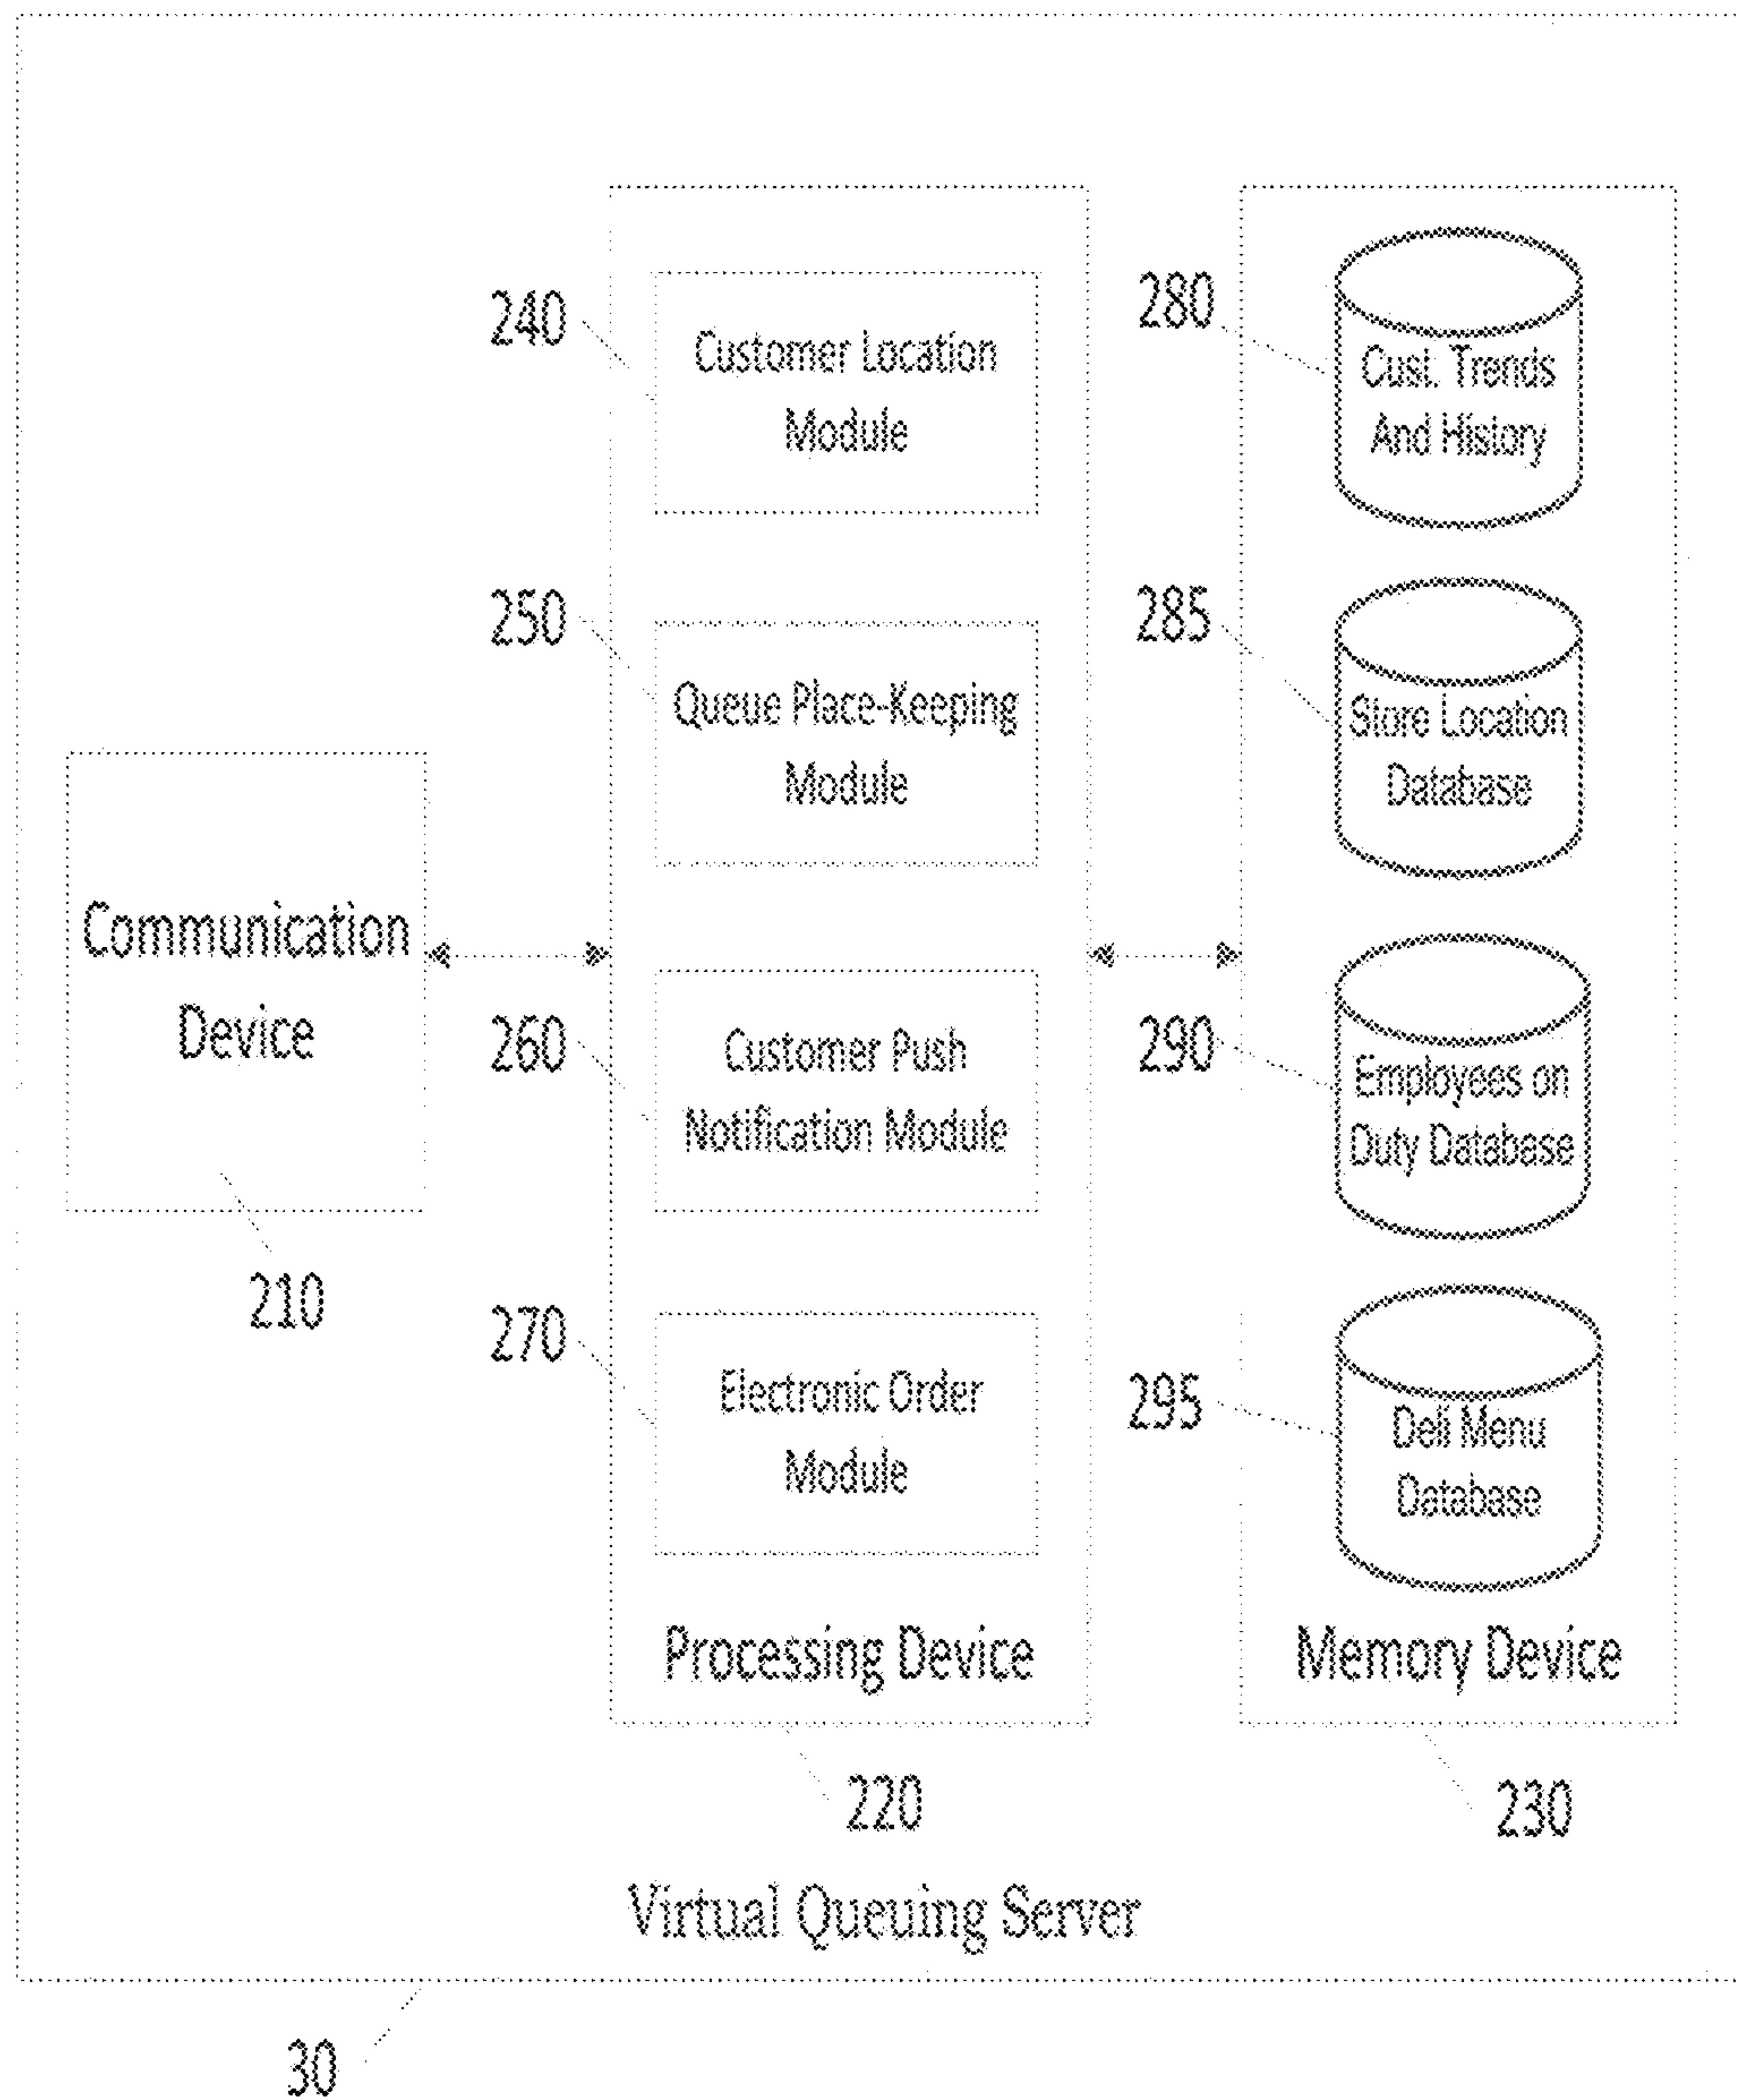 240
Customer Location
Module
250
Queue Place-Keeping
Module
Communication
Device
210
260
Customer Push
Notification Module
270
Electronic Order
Module
Processing Device
220
280
Cust. Trends
And History
285
Store Location
Database
290
Employees on
Duty Database
295
Deli Menu
Database
Memory Device
230
Virtual Queuing Server
30